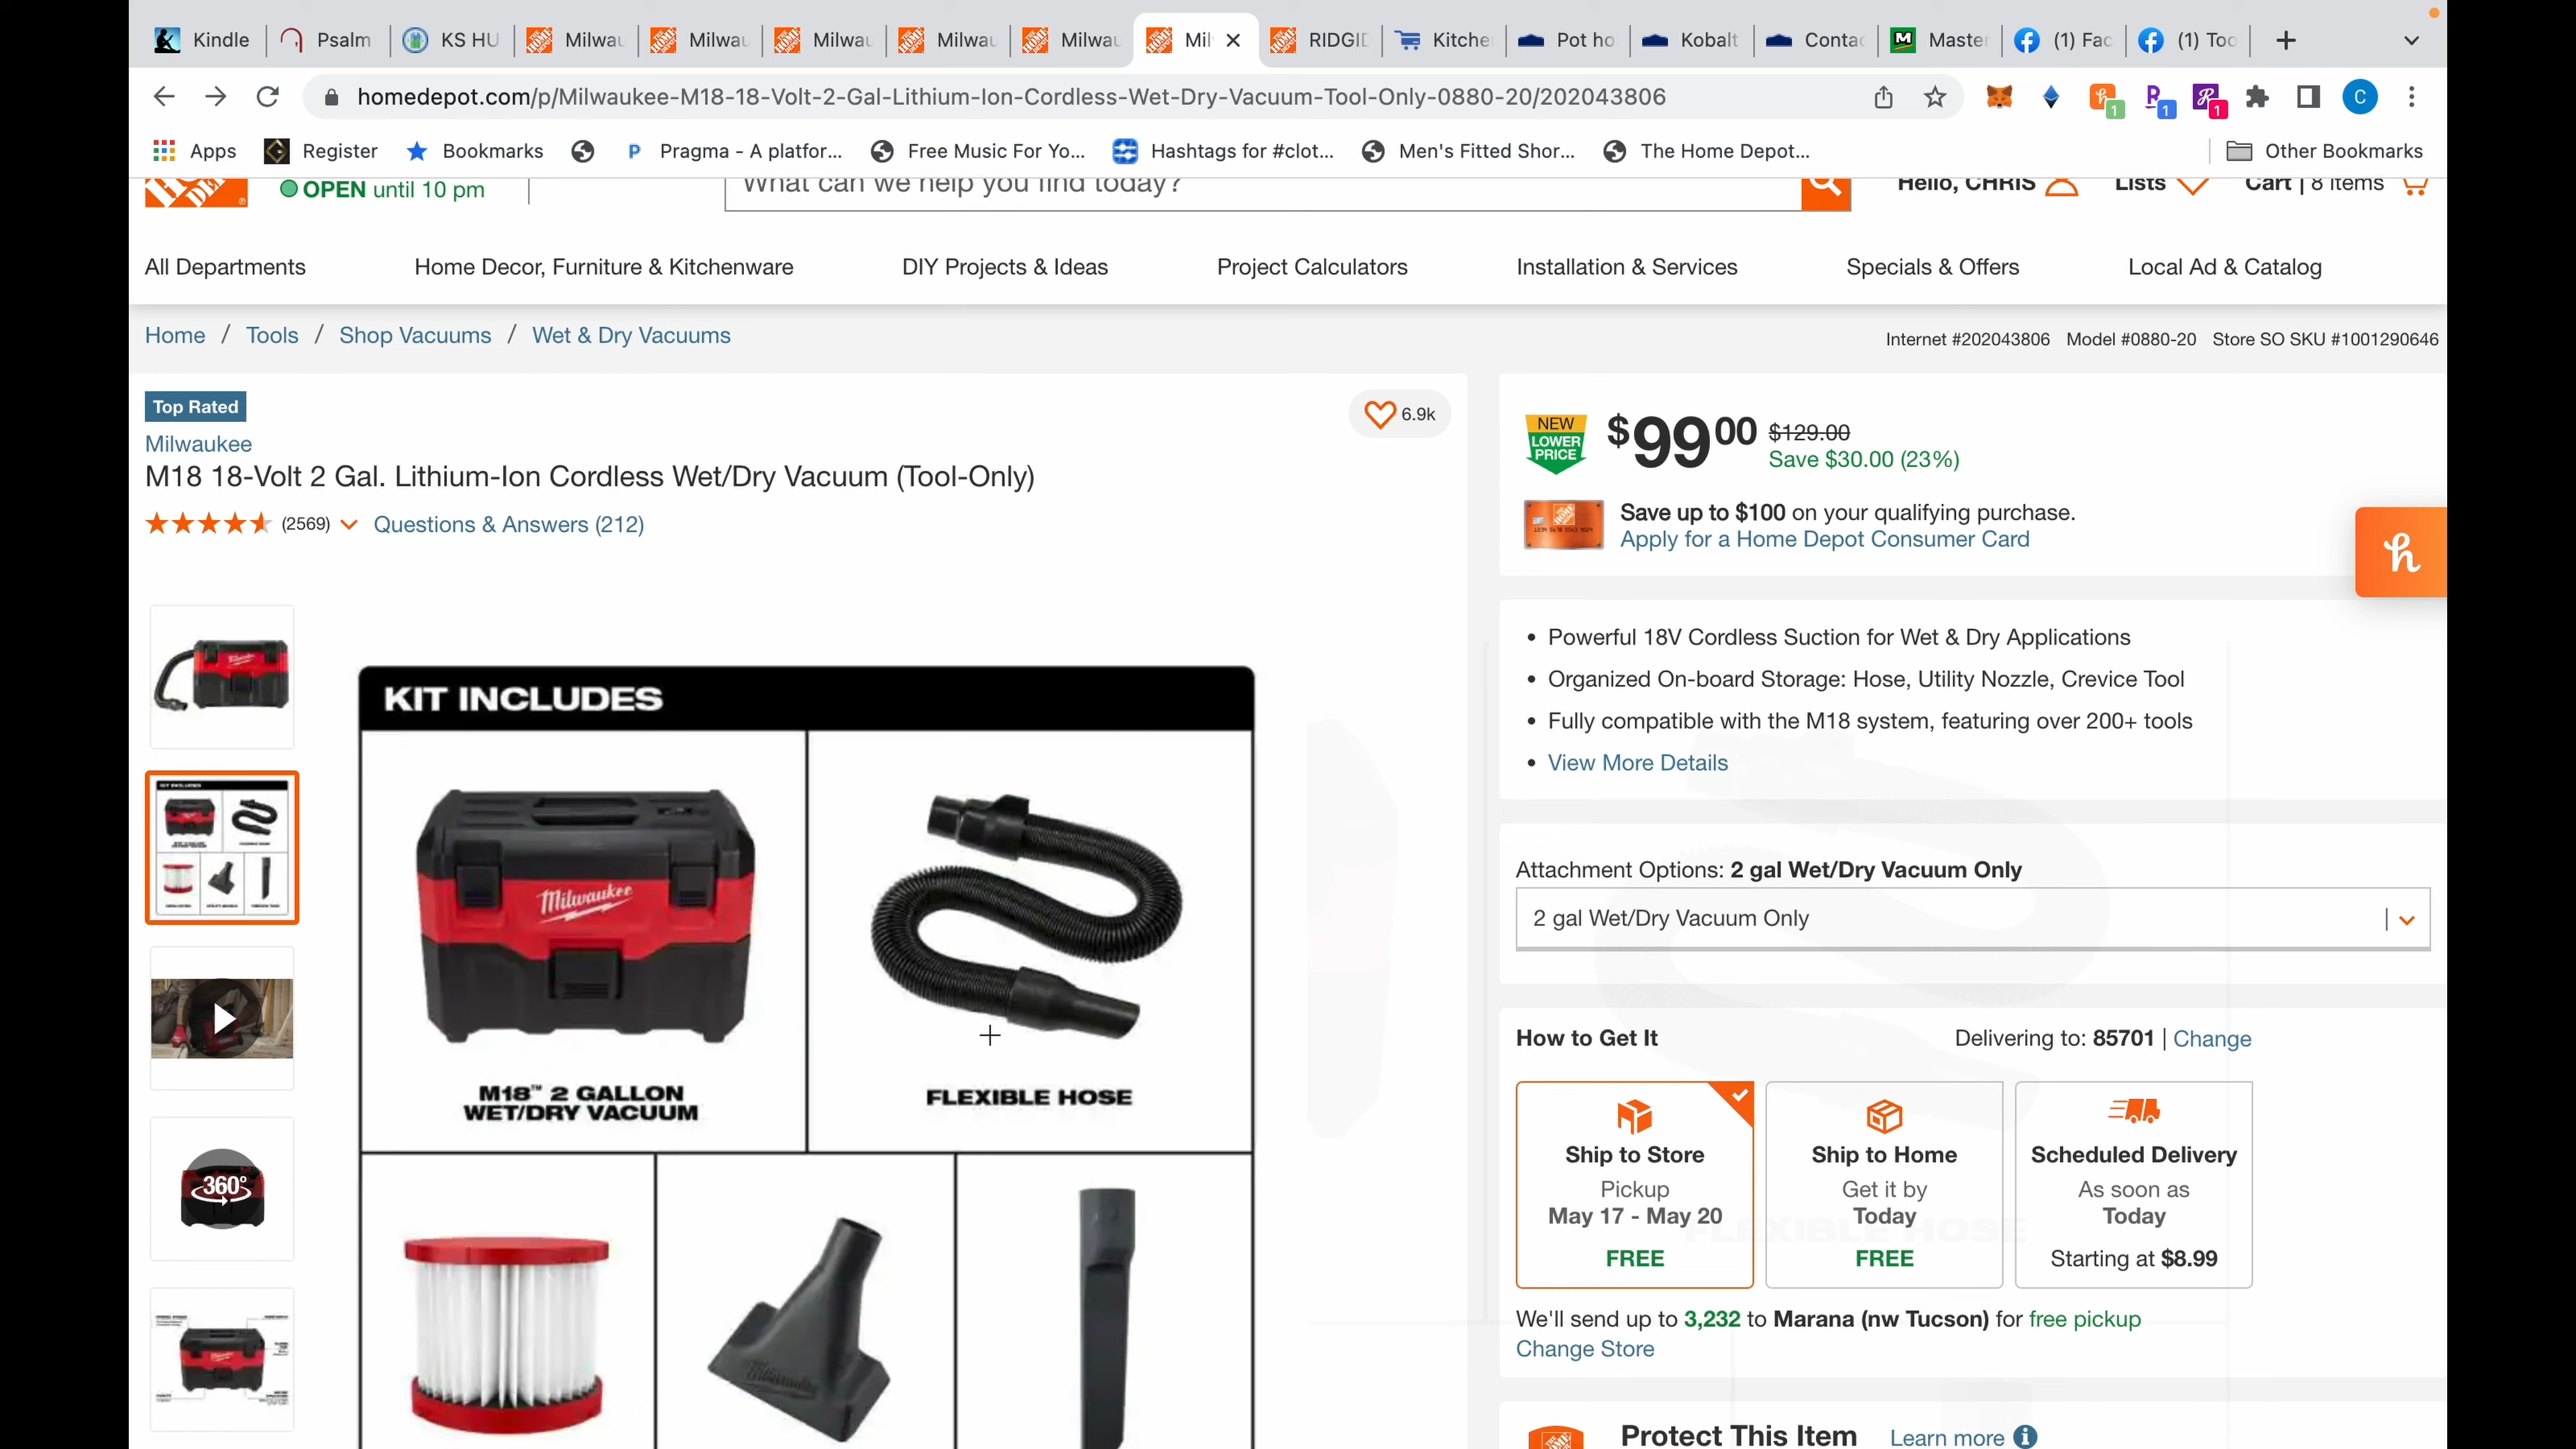 Kindle
Psalm
KS HU
Milwau
Milwau
Milwau
Milwau
Milwau
Mil
RIDGID
Kitche
Pot ho
Kobalt
Contac
Master
(1) Fac
(1) Too
homedepot.com/p/Milwaukee-M18-18-Volt-2-Gal-Lithium-Ion-Cordless-Wet-Dry-Vacuum-Tool-Only-0880-20/202043806
1
1
1
C
Apps
Register
Bookmarks
Pragma - A platfor...
Free Music For Yo...
Hashtags for #clot...
Men's Fitted Shor...
The Home Depot...
Other Bookmarks
OPEN until 10 pm
What can we help you find today?
Hello, CHRIS
Lists
Cart | 8 items
All Departments
Home Decor, Furniture & Kitchenware
DIY Projects & Ideas
Project Calculators
Installation & Services
Specials & Offers
Local Ad & Catalog
Home / Tools / Shop Vacuums / Wet & Dry Vacuums
Internet #202043806 Model #0880-20 Store SO SKU #1001290646
Top Rated
6.9k
Milwaukee
M18 18-Volt 2 Gal. Lithium-Ion Cordless Wet/Dry Vacuum (Tool-Only)
(2569)
Questions & Answers (212)
NEW
LOWER
PRICE
$99 00
$129.00
Save $30.00 (23%)
Save up to $100 on your qualifying purchase.
Apply for a Home Depot Consumer Card
h
• Powerful 18V Cordless Suction for Wet & Dry Applications
• Organized On-board Storage: Hose, Utility Nozzle, Crevice Tool
• Fully compatible with the M18 system, featuring over 200+ tools
• View More Details
KIT INCLUDES
Milwaukee
M18™ 2 GALLON
WET/DRY VACUUM
FLEXIBLE HOSE
360°
Attachment Options: 2 gal Wet/Dry Vacuum Only
2 gal Wet/Dry Vacuum Only
How to Get It
Delivering to: 85701 | Change
Ship to Store
Pickup
May 17 - May 20
FREE
Ship to Home
Get it by
Today
FREE
Scheduled Delivery
As soon as
Today
Starting at $8.99
We'll send up to 3,232 to Marana (nw Tucson) for free pickup
Change Store
Protect This Item
Learn more